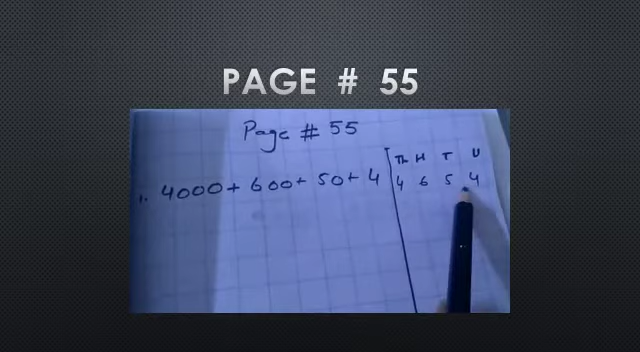 PAGE # 55
Page # 55
Th H T U
1. 4000 + 600 + 50 + 4 4 6 5 4